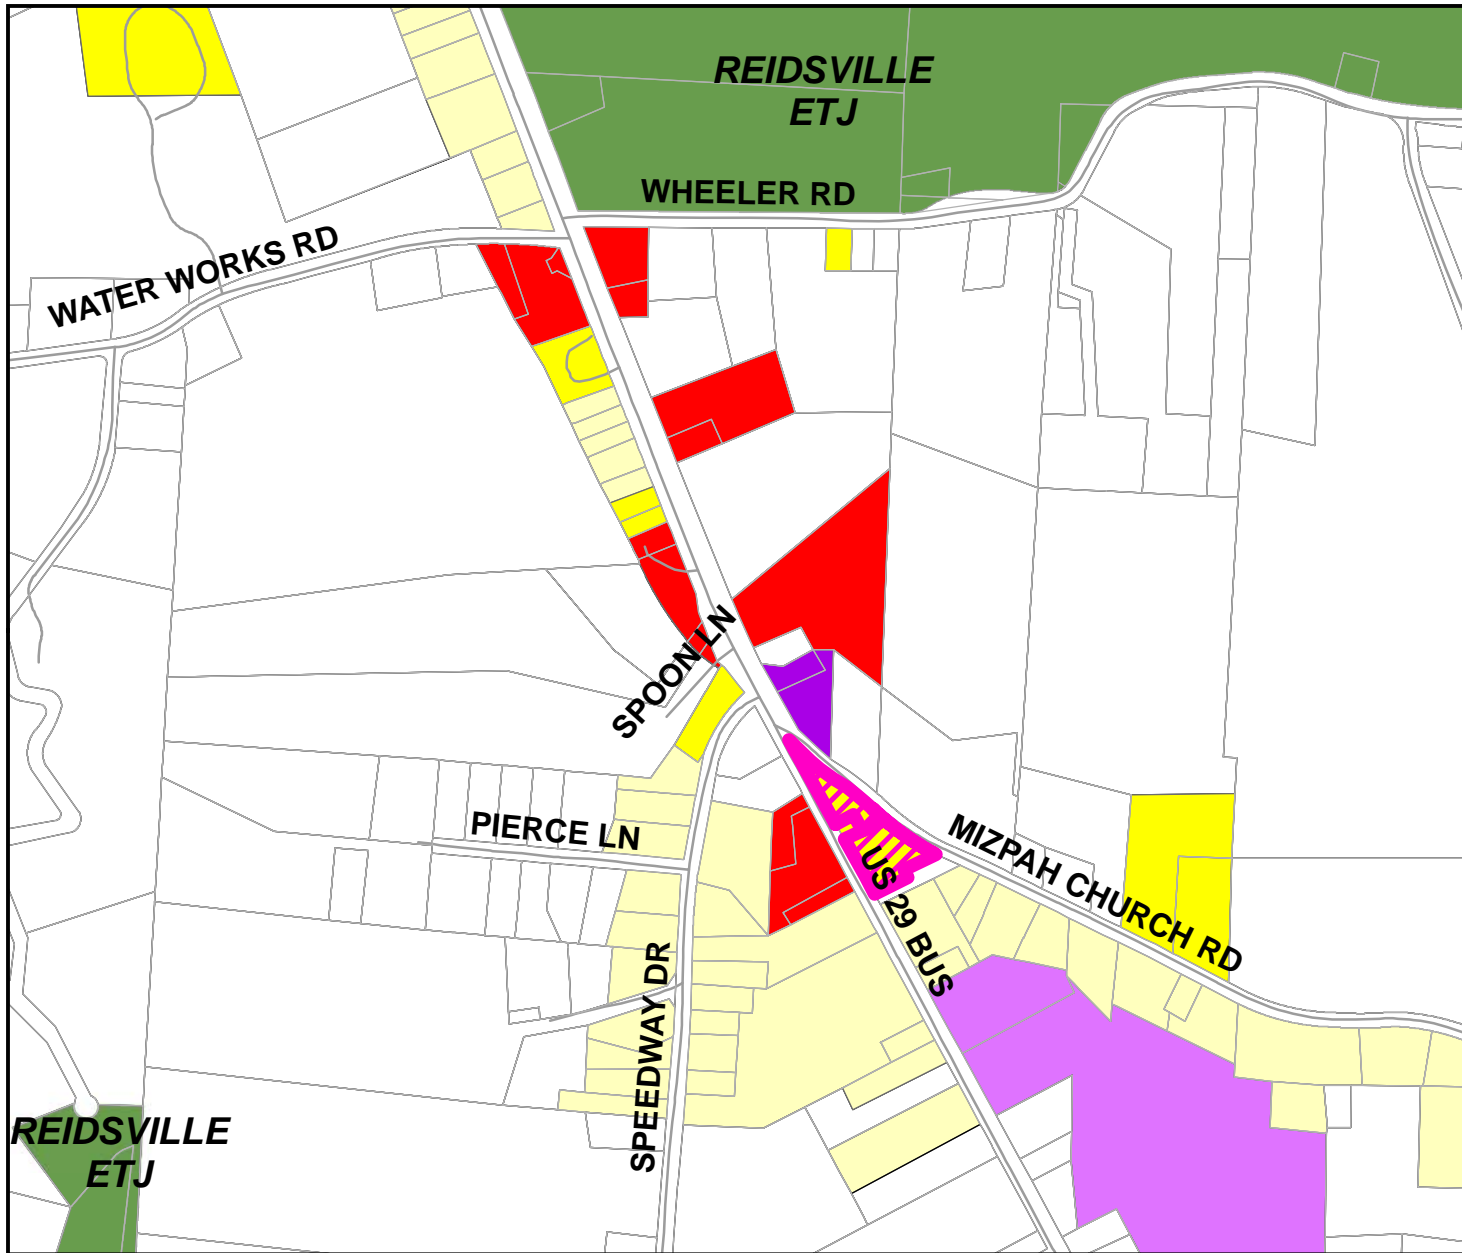 REIDSVILLE
ETJ
WHEELER RD
WATER WORKS RD
SPOON LN
PIERCE LN
MIZPAH CHURCH RD
US 29 BUS
SPEEDWAY DR
REIDSVILLE
ETJ